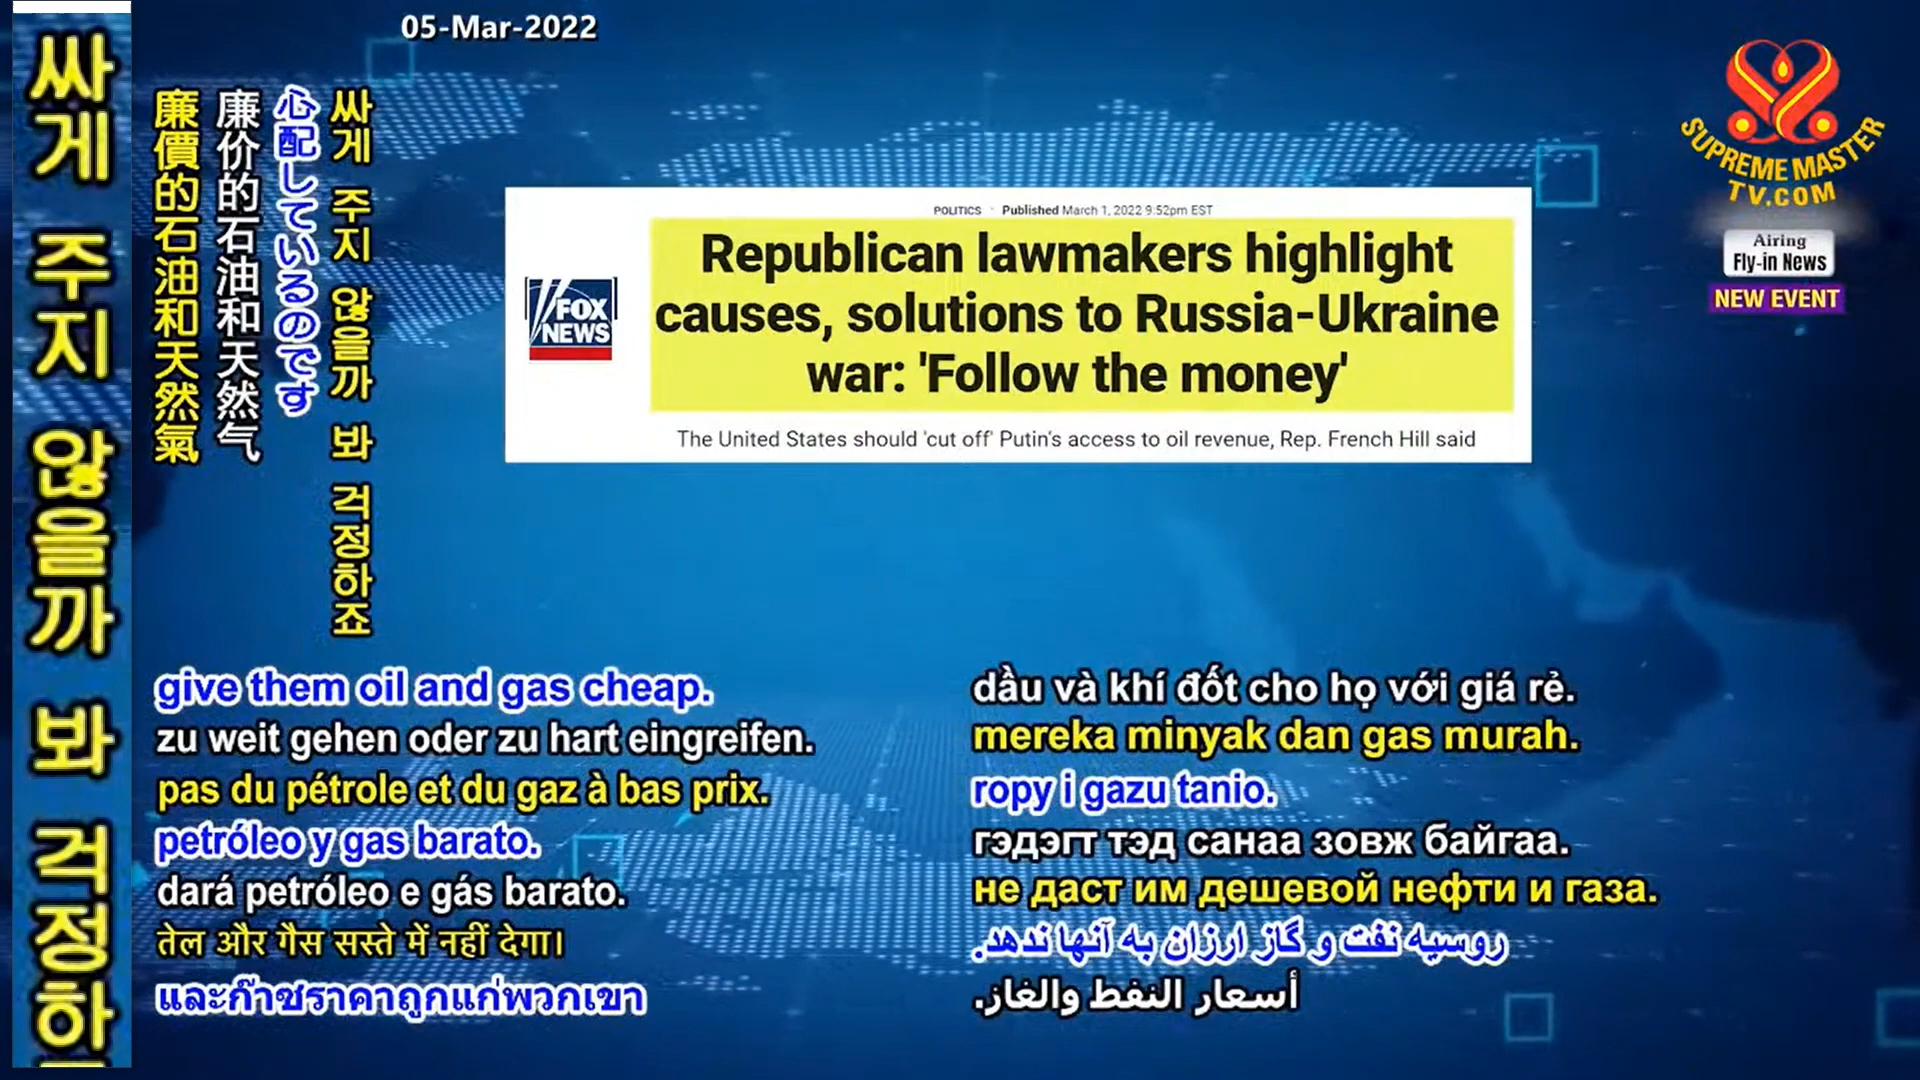 05-Mar-2022
싸게 주지 않을까 봐 걱정하
廉價的石油和天然氣
廉价的石油和天然气
心配しているのです
싸게 주지 않을까 봐 걱정하죠
SUPREME MASTER
TV.COM
Airing
Fly-in News
NEW EVENT
POLITICS · Published March 1, 2022 9:52pm EST
FOX
NEWS
Republican lawmakers highlight
causes, solutions to Russia-Ukraine
war: 'Follow the money'
The United States should 'cut off' Putin's access to oil revenue, Rep. French Hill said
give them oil and gas cheap.
zu weit gehen oder zu hart eingreifen.
pas du pétrole et du gaz à bas prix.
petróleo y gas barato.
dará petróleo e gás barato.
तेल और गैस सस्ते में नहीं देगा।
และก๊าซราคาถูกแก่พวกเขา
dầu và khí đốt cho họ với giá rẻ.
mereka minyak dan gas murah.
ropy i gazu tanio.
гэдэгт тэд санаа зовж байгаа.
не даст им дешевой нефти и газа.
روسیه نفت و گاز ارزان به آنها ندهد.
أسعار النفط والغاز.